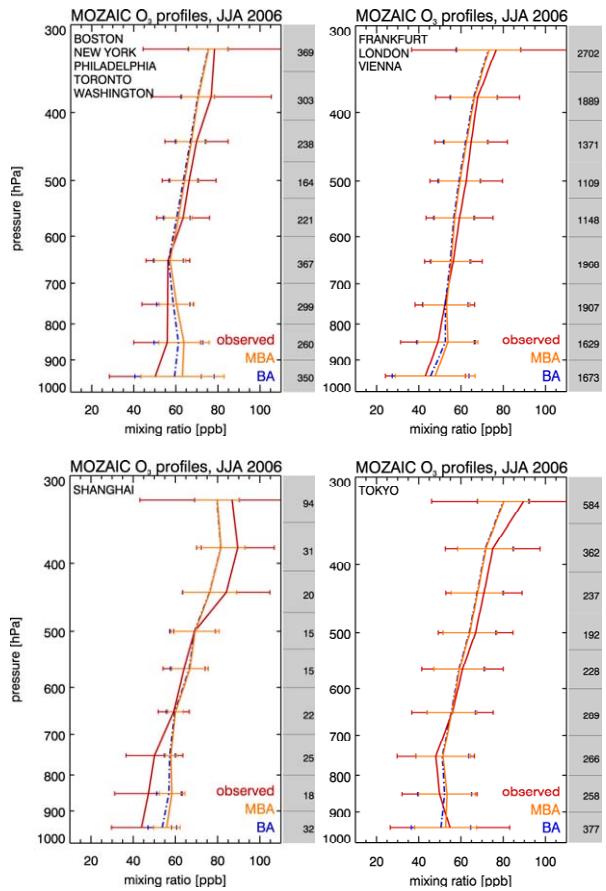 MOZAIC O3 profiles, JJA 2006
BOSTON
NEW YORK
PHILADELPHIA
TORONTO
WASHINGTON
300
400
500
600
700
800
900
1000
pressure [hPa]
369
303
238
164
221
367
299
260
350
observed
MBA
BA
20 40 60 80 100
mixing ratio [ppb]
MOZAIC O3 profiles, JJA 2006
FRANKFURT
LONDON
VIENNA
300
400
500
600
700
800
900
1000
2702
1889
1371
1109
1148
1968
1907
1629
1673
observed
MBA
BA
20 40 60 80 100
mixing ratio [ppb]
MOZAIC O3 profiles, JJA 2006
SHANGHAI
300
400
500
600
700
800
900
1000
pressure [hPa]
94
31
20
15
15
22
25
18
32
observed
MBA
BA
20 40 60 80 100
mixing ratio [ppb]
MOZAIC O3 profiles, JJA 2006
TOKYO
300
400
500
600
700
800
900
1000
584
362
237
192
228
289
266
258
377
observed
MBA
BA
20 40 60 80 100
mixing ratio [ppb]